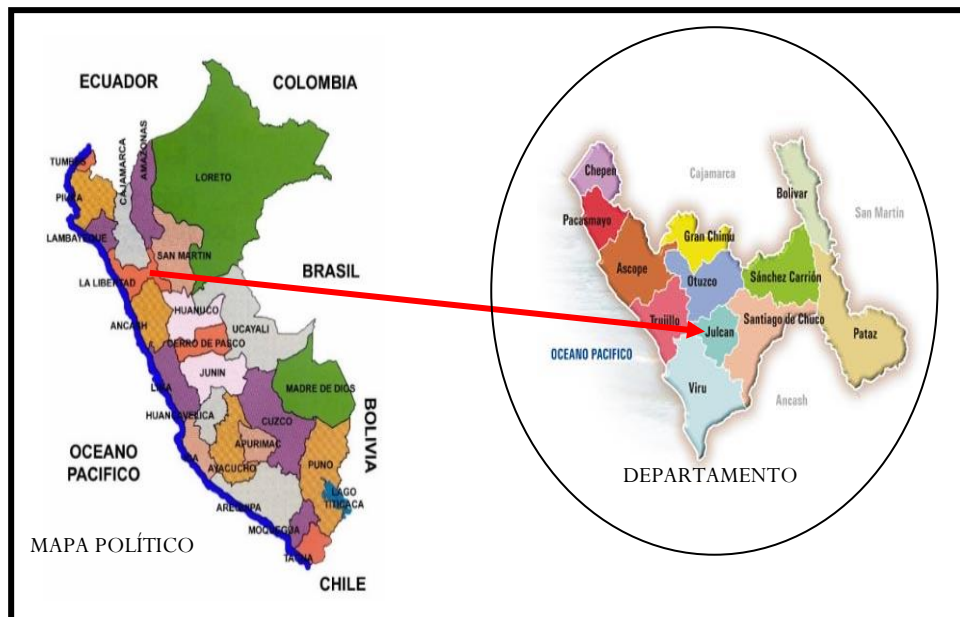 ECUADOR
COLOMBIA
CAJAMARCA
AMAZONAS
TUMBES
LORETO
PIURA
LAMBAYEQUE
SAN MARTIN
BRASIL
LA LIBERTAD
HUANUCO
ANCASH
UCAYALI
CERRO DE PASCO
JUNIN
LIMA
MADRE DE DIOS
HUANCAVELICA
CUZCO
BOLIVIA
APURIMAC
OCEANO
PACIFICO
ICA
AYACUCHO
PUNO
LAGO
TITICACA
AREQUIPA
MOQUEGUA
TACNA
CHILE
MAPA POLÍTICO
Chepen
Cajamarca
Bolivar
San Martin
Pacasmayo
Gran Chimu
Ascope
Otuzco
Sánchez Carrión
Trujillo
Julcan
Santiago de Chuco
Pataz
OCEANO PACIFICO
Viru
Ancash
DEPARTAMENTO